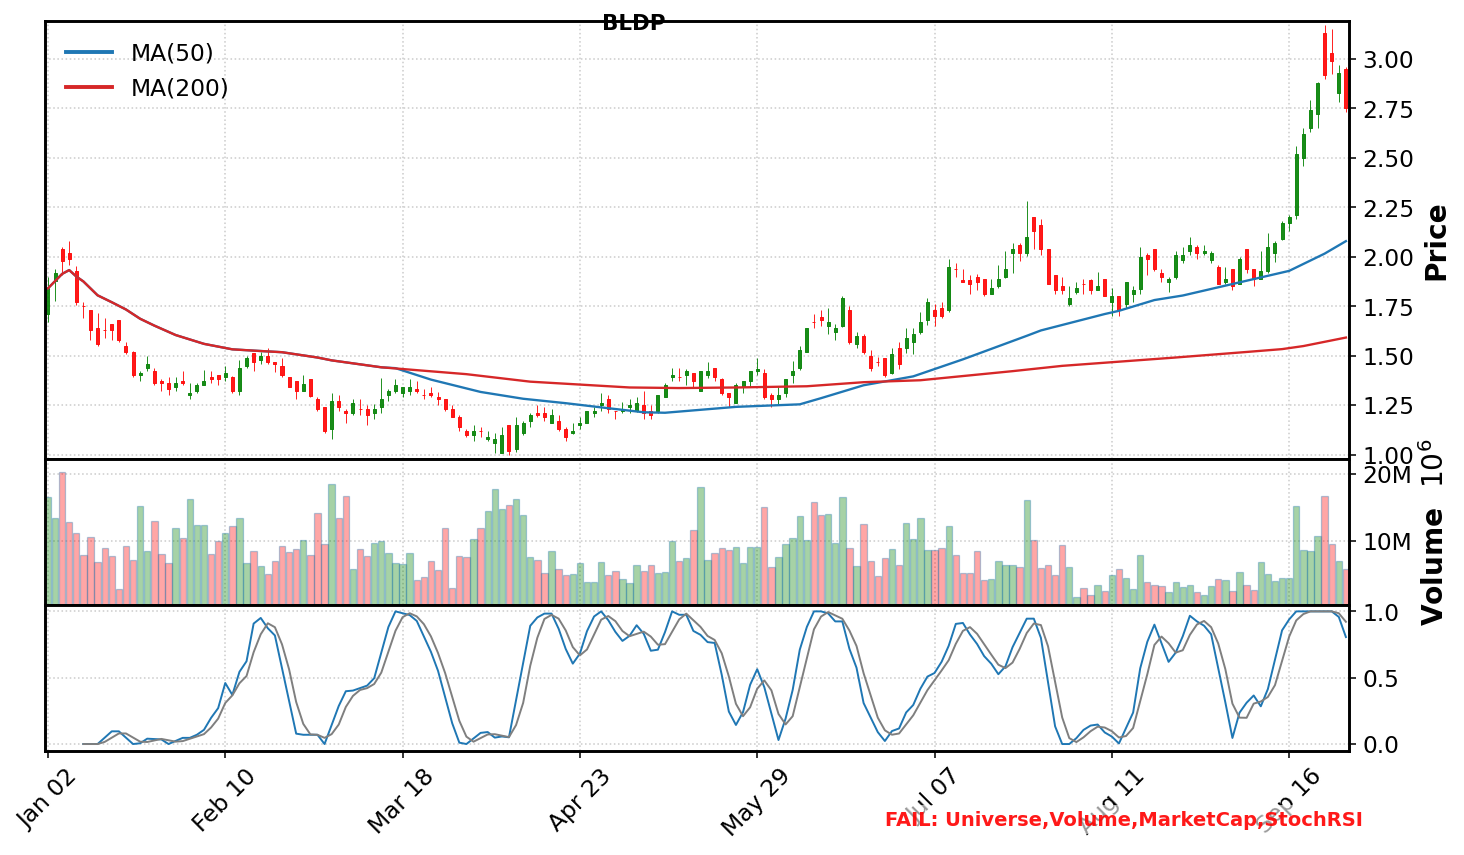 BLDP
MA(50)
MA(200)
3.00
2.75
2.50
2.25
2.00
1.75
1.50
1.25
1.00
Price
20M
10M
Volume 10^6
1.0
0.5
0.0
Jan 02
Feb 10
Mar 18
Apr 23
May 29
Jul 07
Aug 11
Sep 16
FAIL: Universe,Volume,MarketCap,StochRSI